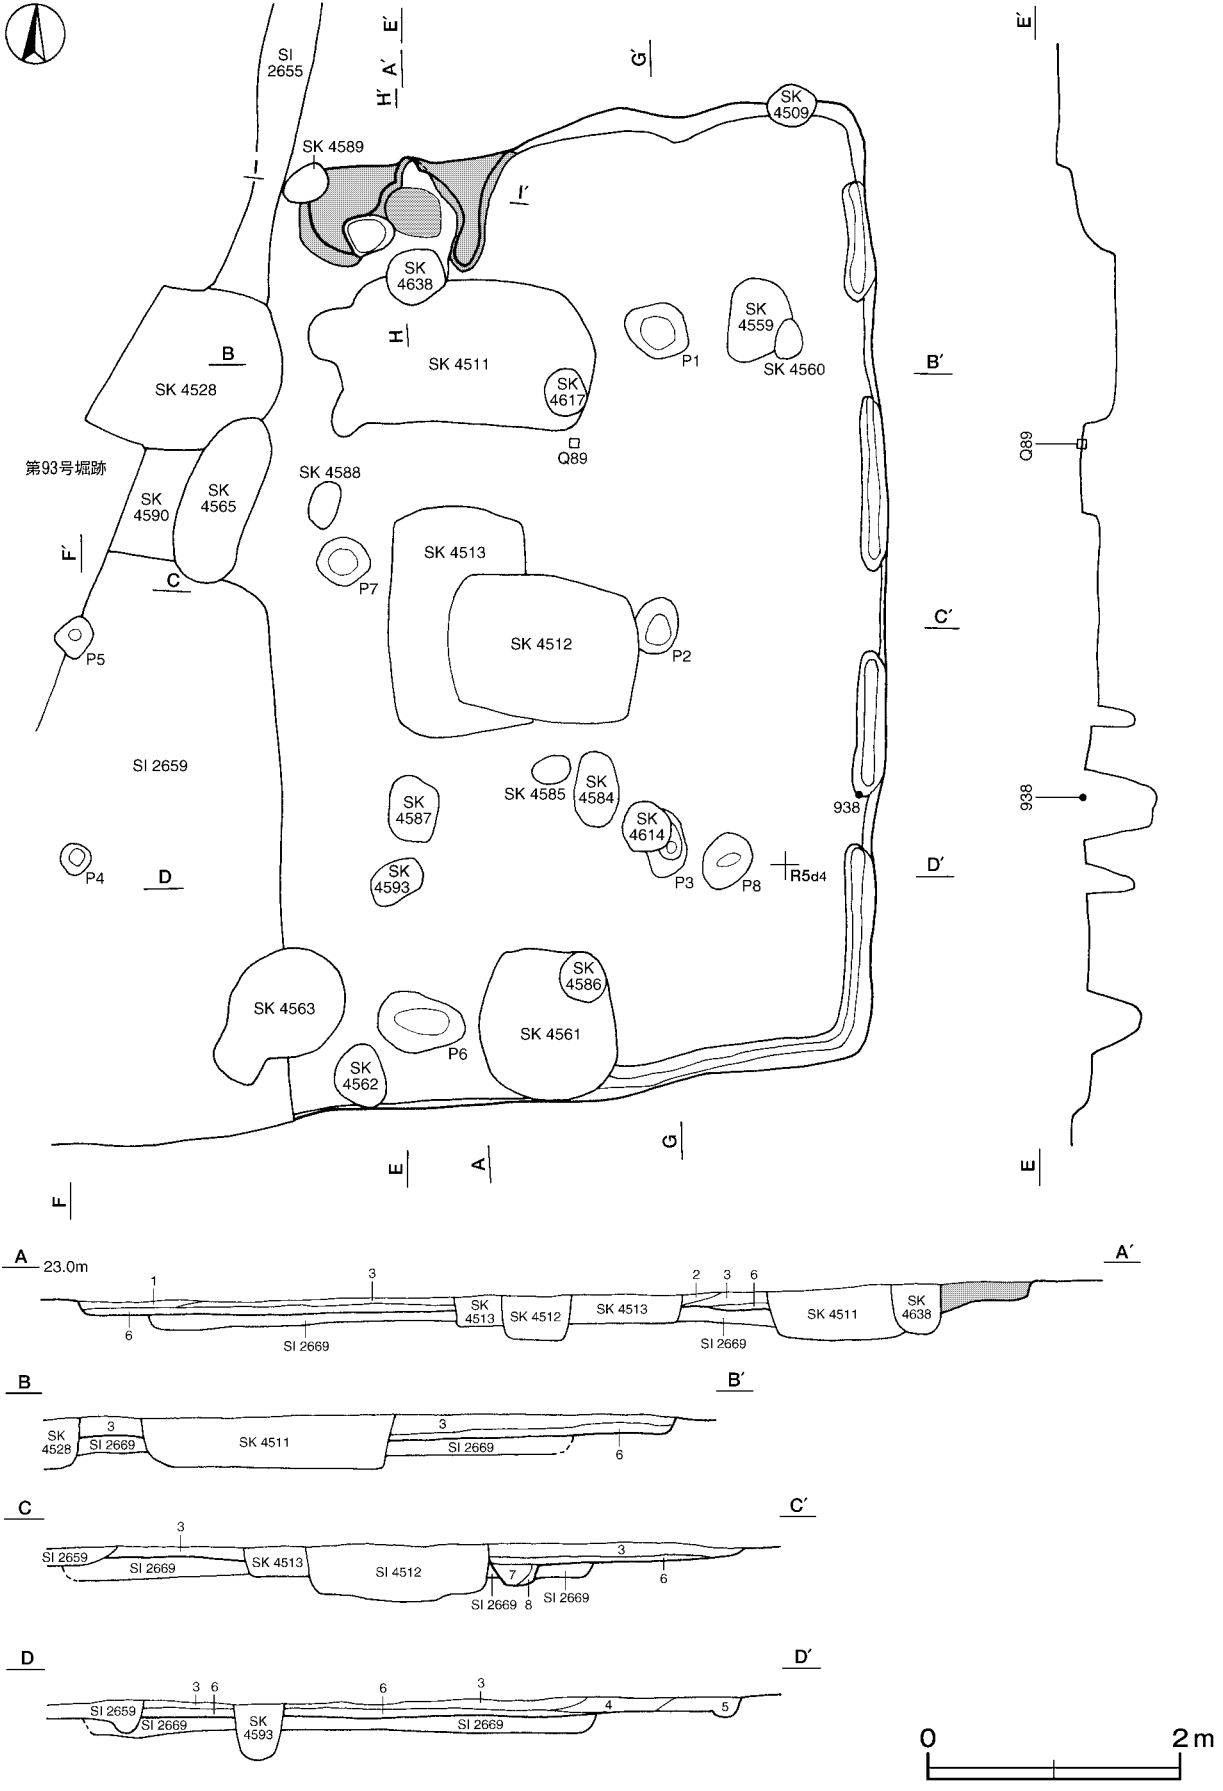 E′
A′
H′
G′
E′
SI
2655
SK
4509
SK 4589
I′
SK
4638
H
SK
4559
P1
SK 4560
B
SK 4511
B′
SK 4528
SK
4617
Q89
Q89
第93号堀跡
SK 4588
SK
4590
SK
4565
F′
SK 4513
C
P7
C′
SK 4512
P5
P2
SI 2659
SK 4585
SK
4584
938
938
SK
4587
SK
4614
P4
D
SK
4593
P3
P8
R5d4
D′
SK
4586
SK 4563
SK 4561
P6
SK
4562
G
E
A
E
F
A
23.0m
A′
1
3
2
3
6
SK
4513
SK 4512
SK 4513
SK 4511
SK
4638
6
SI 2669
SI 2669
B
B′
3
3
SK
4528
SI 2669
SK 4511
SI 2669
6
C
C′
3
3
SI 2659
SI 2669
SK 4513
SI 4512
7
6
SI 2669
8
SI 2669
D
D′
3
6
6
3
SI 2659
4
5
SI 2669
SK
4593
SI 2669
0
2m